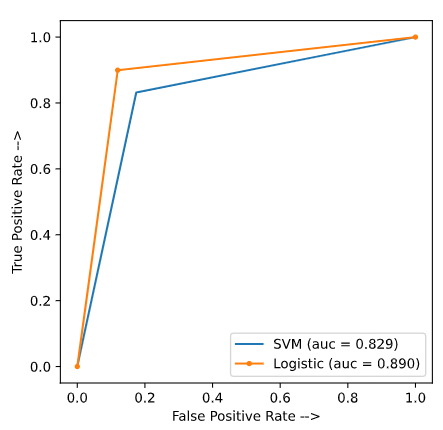 1.0
0.8
0.6
0.4
0.2
0.0
True Positive Rate -->
SVM (auc = 0.829)
Logistic (auc = 0.890)
0.0 0.2 0.4 0.6 0.8 1.0
False Positive Rate -->